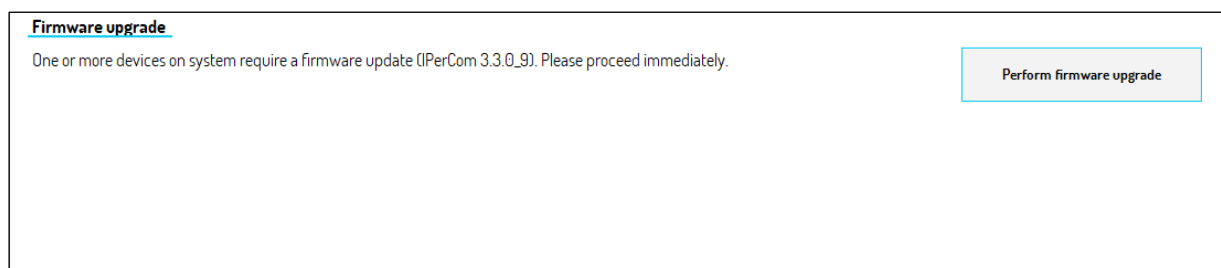 Firmware upgrade
One or more devices on system require a firmware update (IPerCom 3.3.0_9). Please proceed immediately.
Perform firmware upgrade